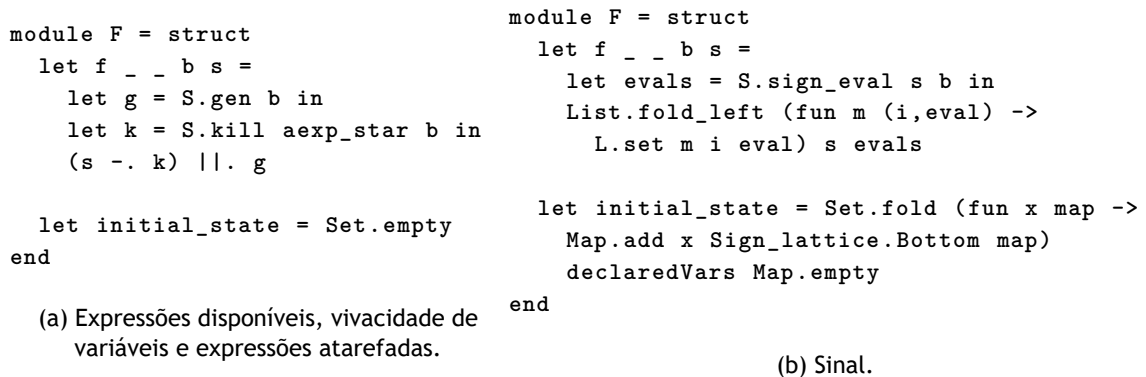 module F = struct
let f _ _ b s =
let g = S.gen b in
let k = S.kill aexp_star b in
(s -. k) ||. g
let initial_state = Set.empty
end
(a) Expressões disponíveis, vivacidade de
variáveis e expressões atarefadas.
module F = struct
let f _ _ b s =
let evals = S.sign_eval s b in
List.fold_left (fun m (i,eval) ->
L.set m i eval) s evals
let initial_state = Set.fold (fun x map ->
Map.add x Sign_lattice.Bottom map)
declaredVars Map.empty
end
(b) Sinal.